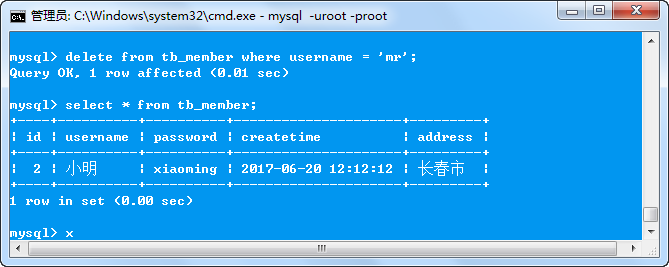 管理员: C:\Windows\system32\cmd.exe - mysql  -uroot -proot
mysql> delete from tb_member where username = 'mr';
Query OK, 1 row affected (0.01 sec)
mysql> select * from tb_member;
+----+----------+-----------+---------------------+---------+
| id | username | password | createtime | address |
+----+----------+-----------+---------------------+---------+
| 2 | 小明 | xiaoming | 2017-06-20 12:12:12 | 长春市 |
+----+----------+-----------+---------------------+---------+
1 row in set (0.00 sec)
mysql> x